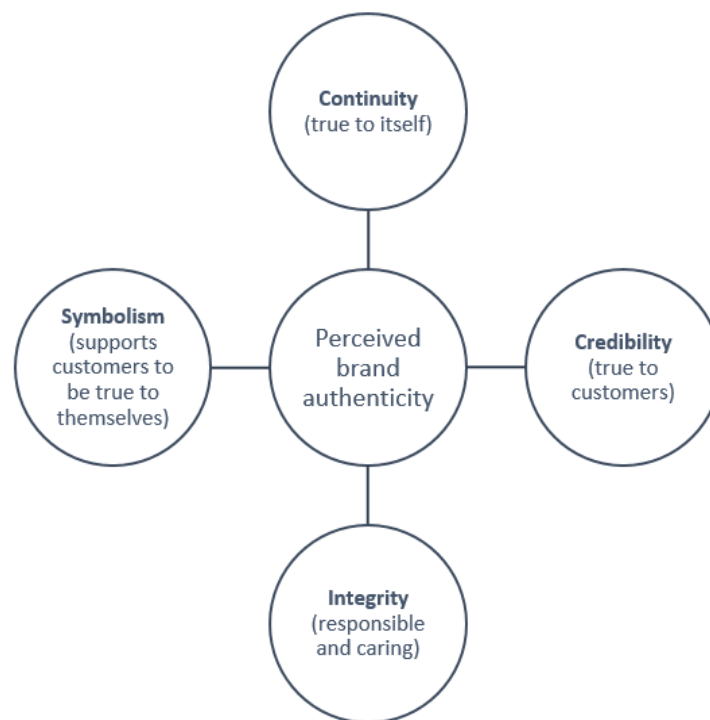 Continuity
(true to itself)
Symbolism
(supports
customers to
be true to
themselves)
Perceived
brand
authenticity
Credibility
(true to
customers)
Integrity
(responsible
and caring)